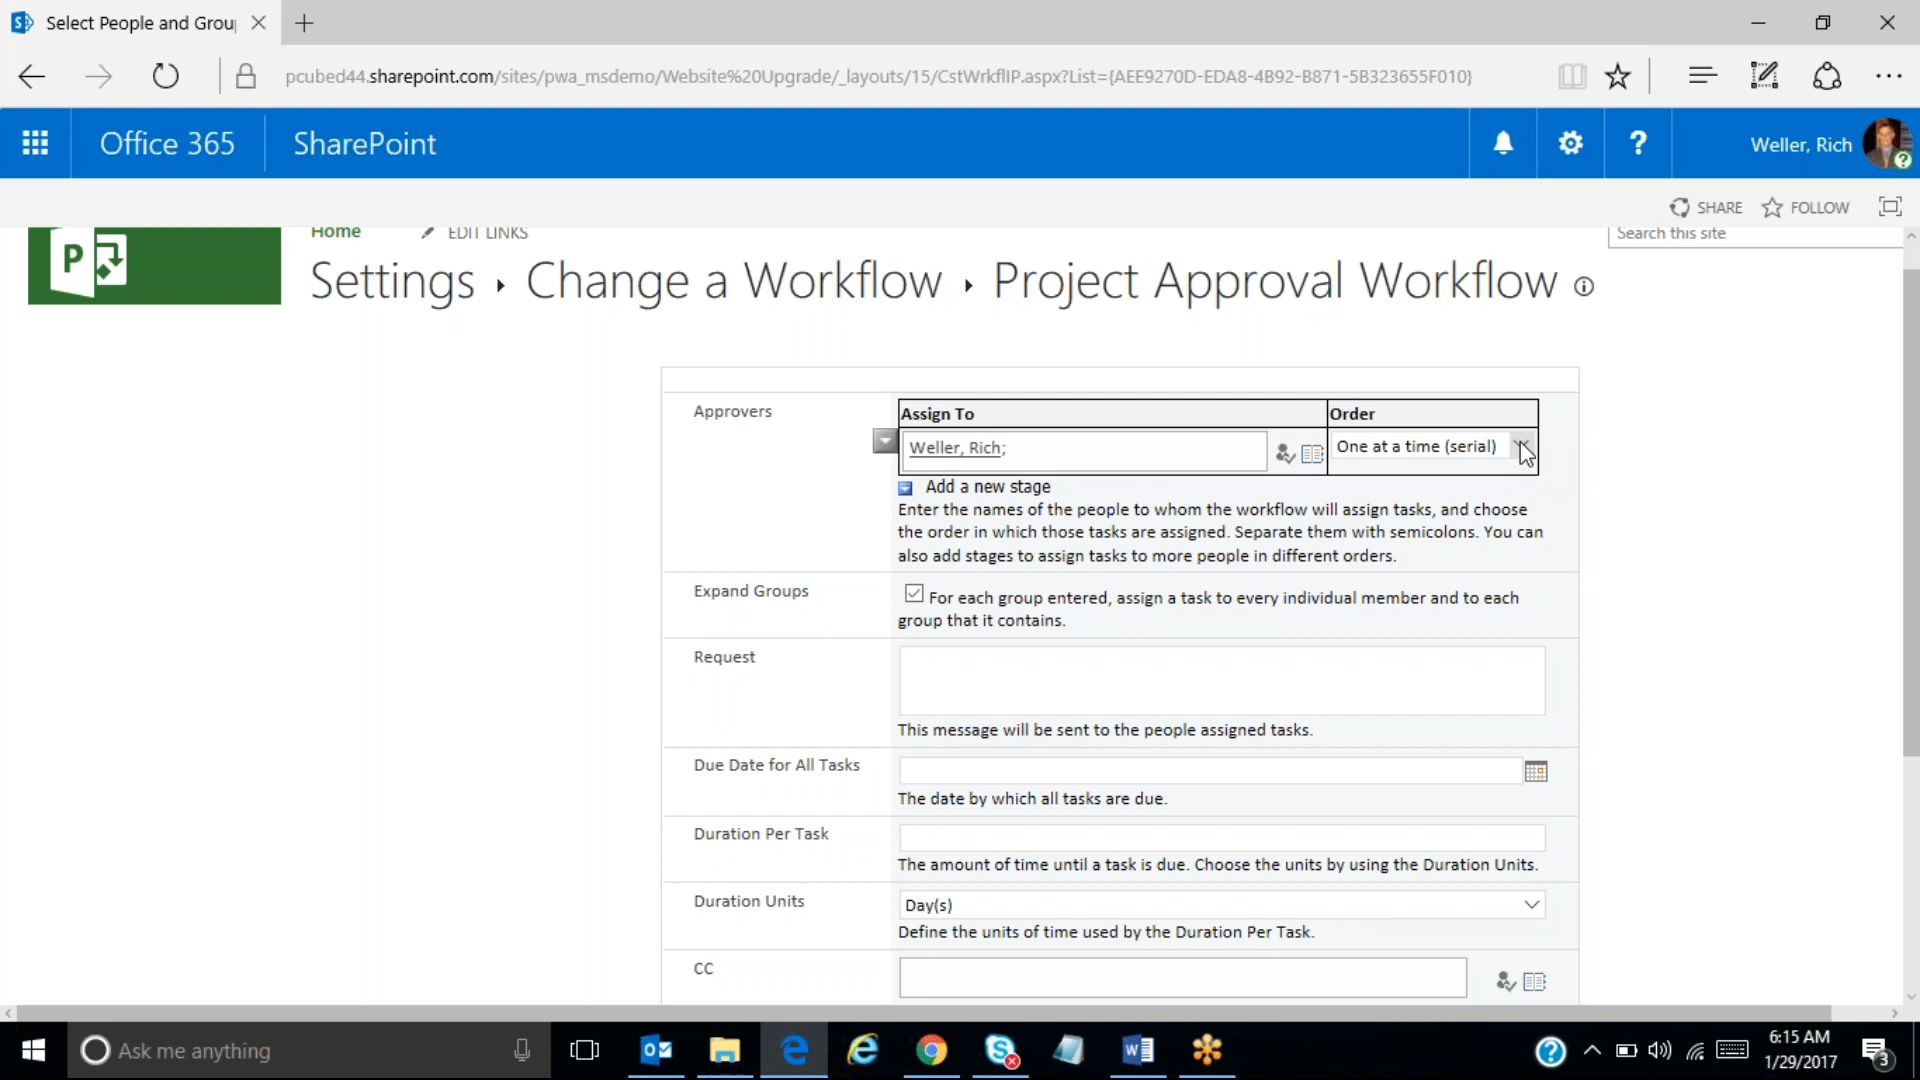 Select People and Grou
pcubed44.sharepoint.com/sites/pwa_msdemo/Website%20Upgrade/_layouts/15/CstWrkflIP.aspx?List={AEE9270D-EDA8-4B92-B871-5B323655F010}
Office 365
SharePoint
?
Weller, Rich
SHARE
FOLLOW
Home
EDIT LINKS
Search this site
Settings ▸ Change a Workflow ▸ Project Approval Workflow
Approvers
Assign To
Order
Weller, Rich;
One at a time (serial)
Add a new stage
Enter the names of the people to whom the workflow will assign tasks, and choose
the order in which those tasks are assigned. Separate them with semicolons. You can
also add stages to assign tasks to more people in different orders.
Expand Groups
For each group entered, assign a task to every individual member and to each
group that it contains.
Request
This message will be sent to the people assigned tasks.
Due Date for All Tasks
The date by which all tasks are due.
Duration Per Task
The amount of time until a task is due. Choose the units by using the Duration Units.
Duration Units
Day(s)
Define the units of time used by the Duration Per Task.
CC
Ask me anything
6:15 AM
1/29/2017
3